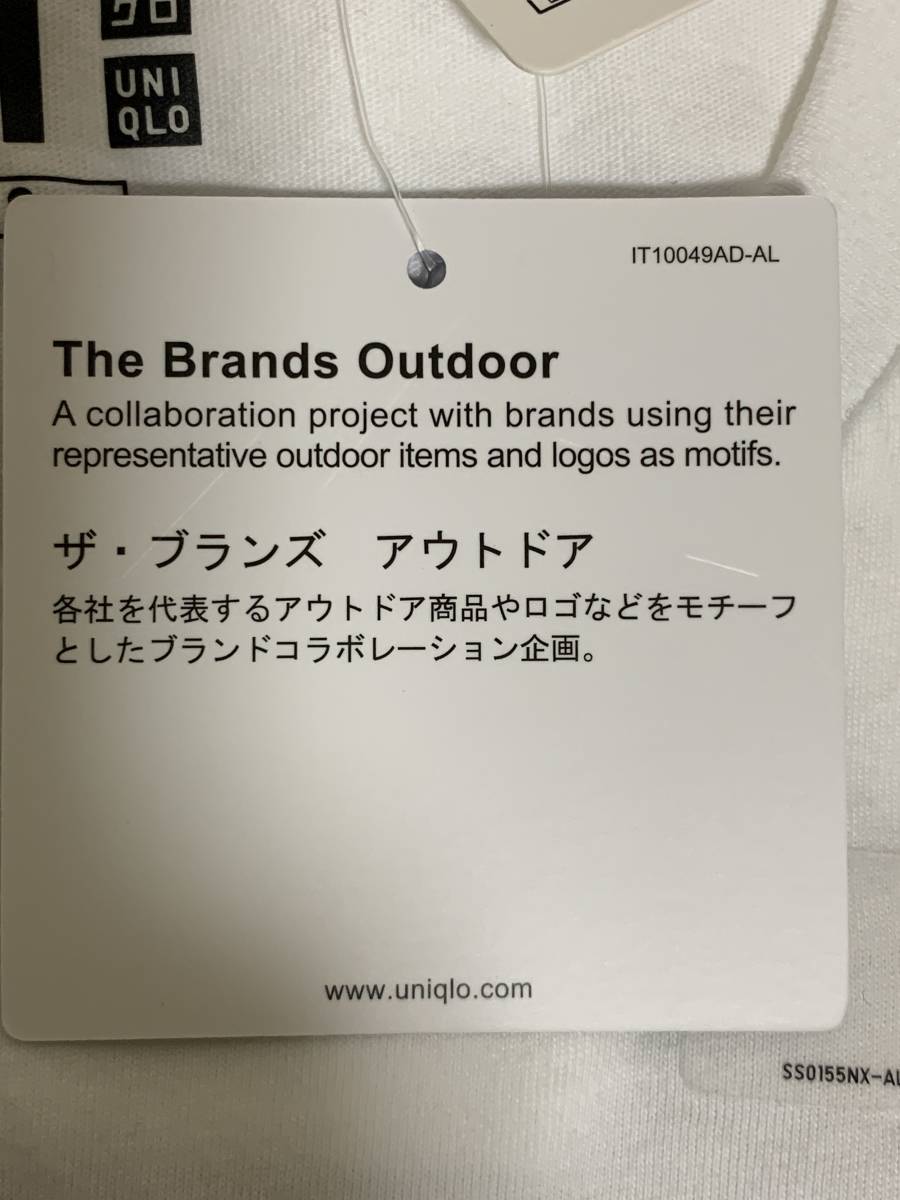 クロ
UNI
QLO
IT10049AD-AL
The Brands Outdoor
A collaboration project with brands using their
representative outdoor items and logos as motifs.
ザ・ブランズ　アウトドア
各社を代表するアウトドア商品やロゴなどをモチーフ
としたブランドコラボレーション企画。
www.uniqlo.com
SS0155NX-AL